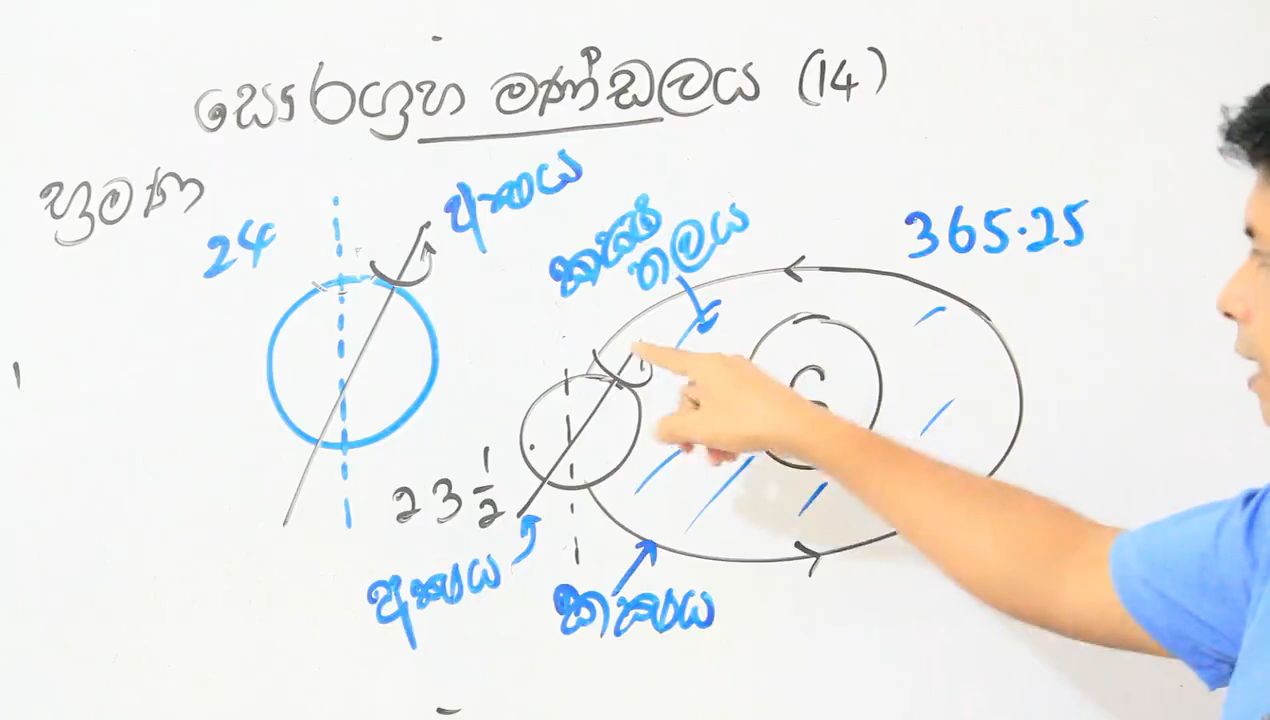 සෞරග්‍රහ මණ්ඩලය (14)
භ්‍රමණ
24
අක්ෂය
කක්ෂ
තලය
365.25
23 1/2
අක්ෂය
කක්ෂය